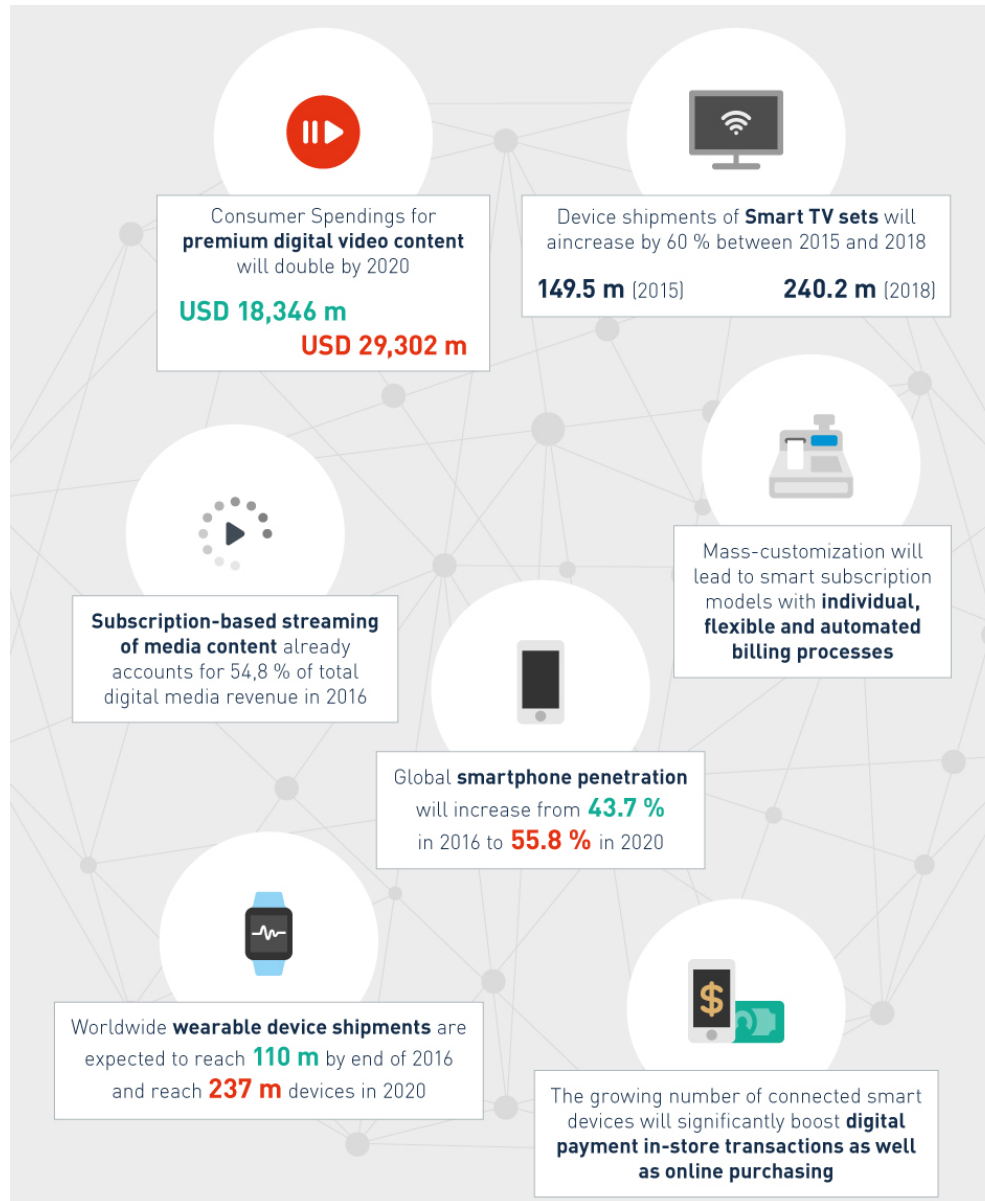 Consumer Spendings for
premium digital video content
will double by 2020
USD 18,346 m
USD 29,302 m
Device shipments of Smart TV sets will
aincrease by 60 % between 2015 and 2018
149.5 m (2015) 240.2 m (2018)
Mass-customization will
lead to smart subscription
models with individual,
flexible and automated
billing processes
Subscription-based streaming
of media content already
accounts for 54,8 % of total
digital media revenue in 2016
Global smartphone penetration
will increase from 43.7 %
in 2016 to 55.8 % in 2020
Worldwide wearable device shipments are
expected to reach 110 m by end of 2016
and reach 237 m devices in 2020
$
The growing number of connected smart
devices will significantly boost digital
payment in-store transactions as well
as online purchasing